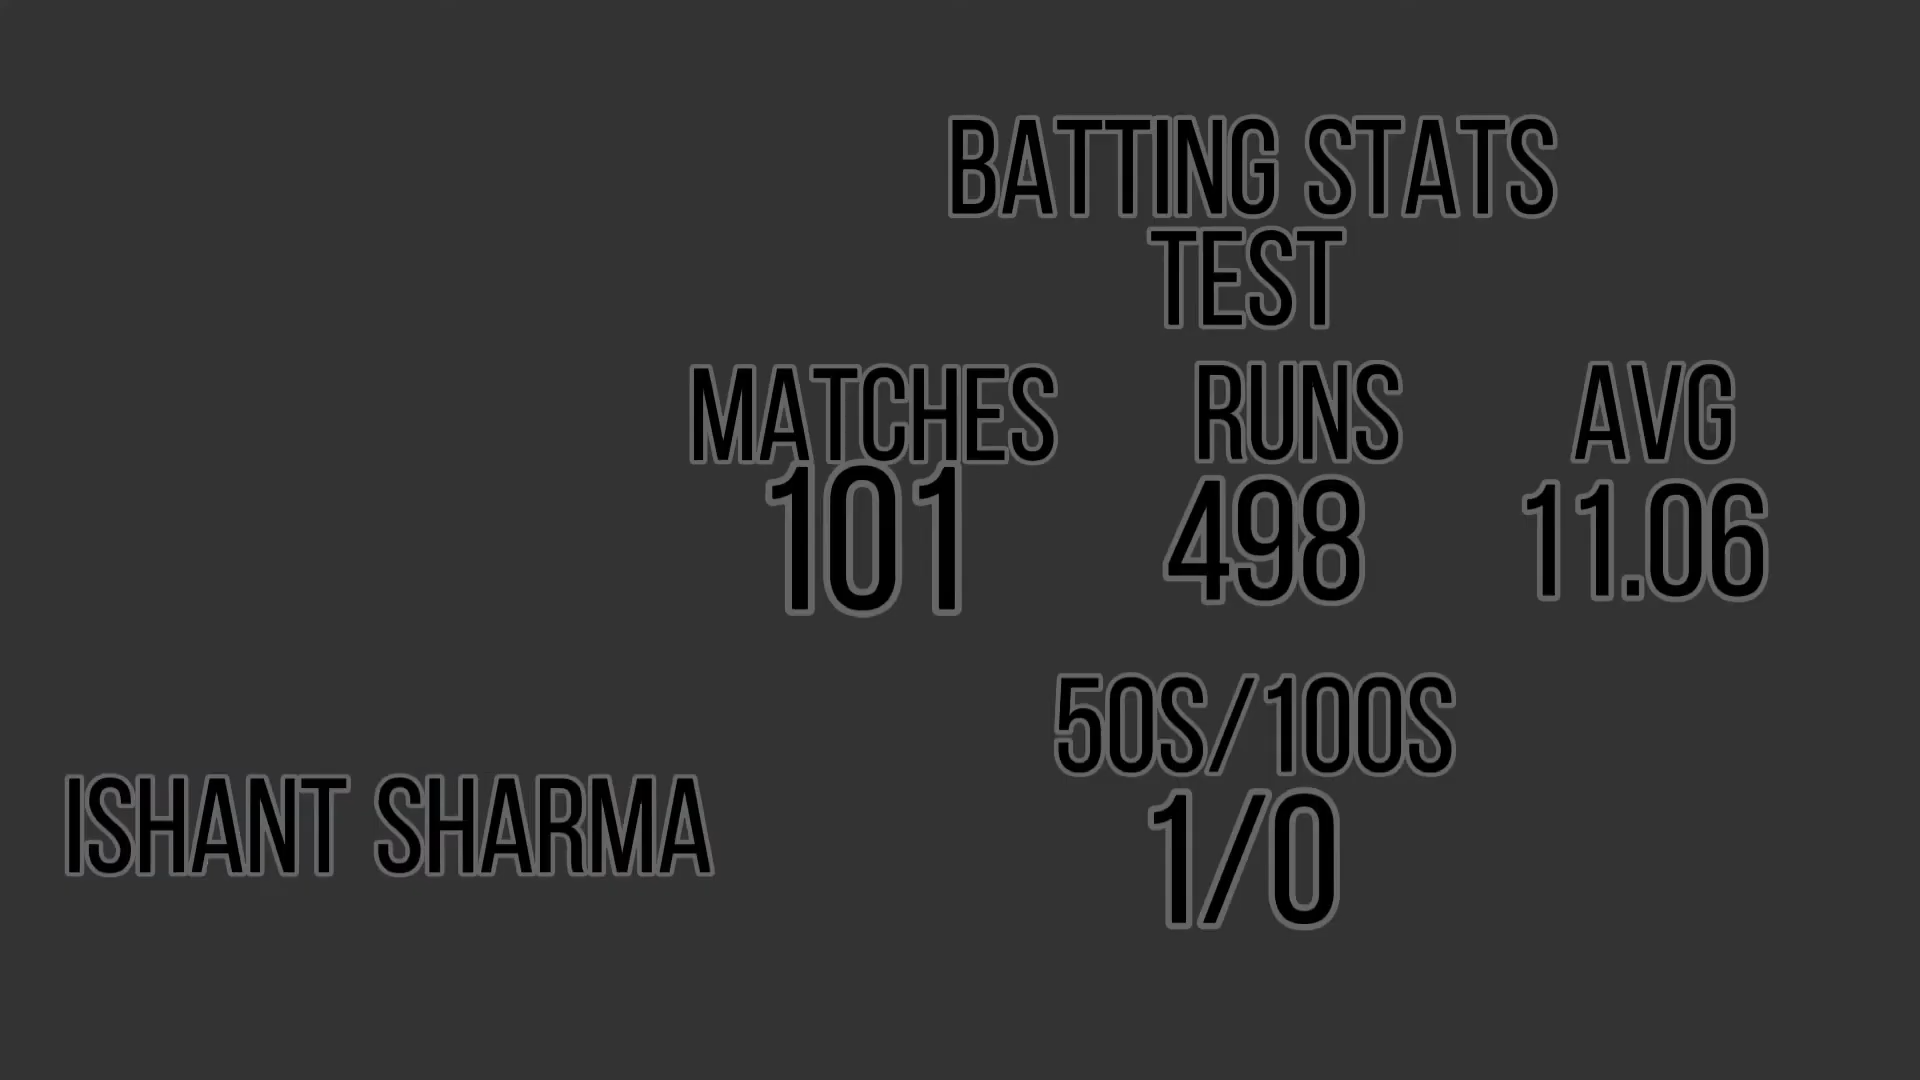 BATTING STATS
TEST
MATCHES RUNS AVG
101 498 11.06
50S/100S
1/0
ISHANT SHARMA